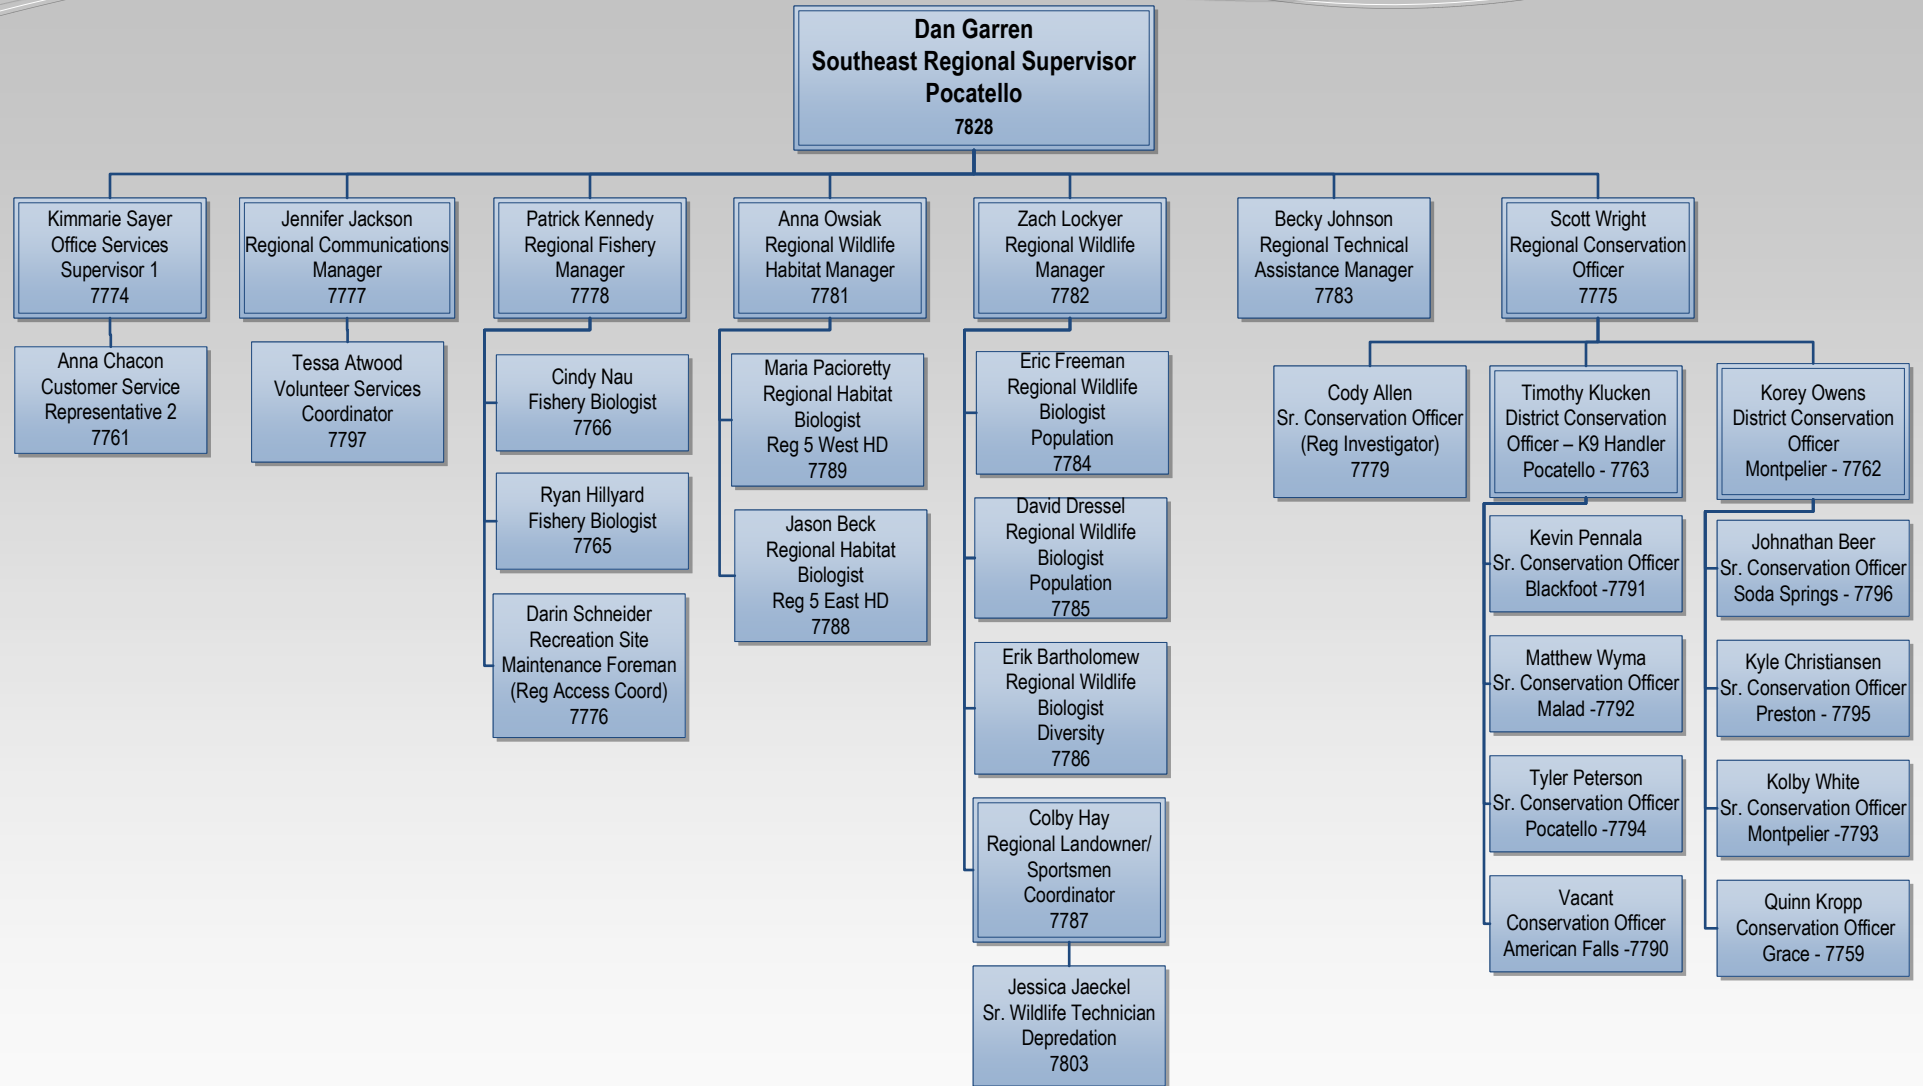 Dan Garren
Southeast Regional Supervisor
Pocatello
7828
Kimmarie Sayer
Office Services
Supervisor 1
7774
Jennifer Jackson
Regional Communications
Manager
7777
Patrick Kennedy
Regional Fishery
Manager
7778
Anna Owsiak
Regional Wildlife
Habitat Manager
7781
Zach Lockyer
Regional Wildlife
Manager
7782
Becky Johnson
Regional Technical
Assistance Manager
7783
Scott Wright
Regional Conservation
Officer
7775
Anna Chacon
Customer Service
Representative 2
7761
Tessa Atwood
Volunteer Services
Coordinator
7797
Cindy Nau
Fishery Biologist
7766
Ryan Hillyard
Fishery Biologist
7765
Darin Schneider
Recreation Site
Maintenance Foreman
(Reg Access Coord)
7776
Maria Pacioretty
Regional Habitat
Biologist
Reg 5 West HD
7789
Jason Beck
Regional Habitat
Biologist
Reg 5 East HD
7788
Eric Freeman
Regional Wildlife
Biologist
Population
7784
David Dressel
Regional Wildlife
Biologist
Population
7785
Erik Bartholomew
Regional Wildlife
Biologist
Diversity
7786
Colby Hay
Regional Landowner/
Sportsmen
Coordinator
7787
Jessica Jaeckel
Sr. Wildlife Technician
Depredation
7803
Cody Allen
Sr. Conservation Officer
(Reg Investigator)
7779
Timothy Klucken
District Conservation
Officer – K9 Handler
Pocatello - 7763
Korey Owens
District Conservation
Officer
Montpelier - 7762
Kevin Pennala
Sr. Conservation Officer
Blackfoot -7791
Matthew Wyma
Sr. Conservation Officer
Malad -7792
Tyler Peterson
Sr. Conservation Officer
Pocatello -7794
Vacant
Conservation Officer
American Falls -7790
Johnathan Beer
Sr. Conservation Officer
Soda Springs - 7796
Kyle Christiansen
Sr. Conservation Officer
Preston - 7795
Kolby White
Sr. Conservation Officer
Montpelier -7793
Quinn Kropp
Conservation Officer
Grace - 7759